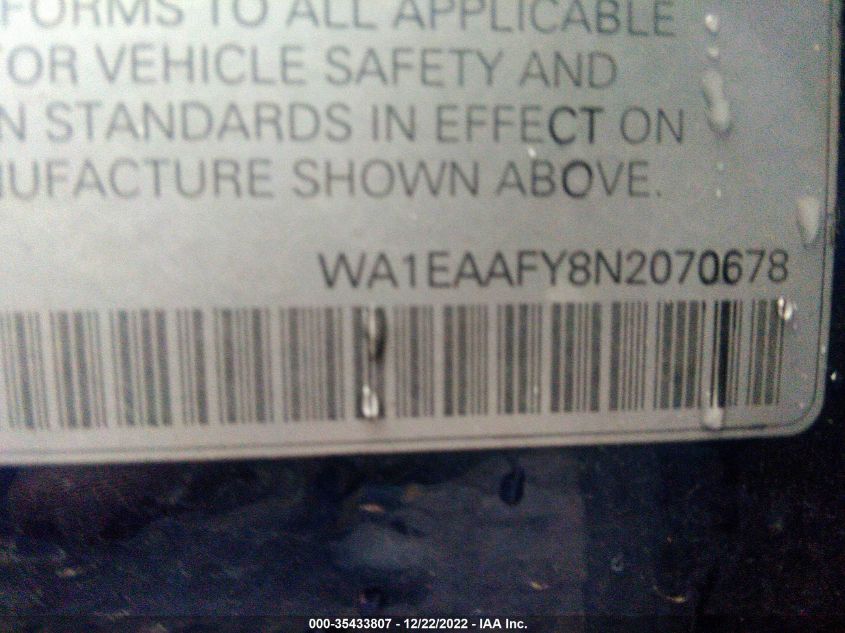 FORMS TO ALL APPLICABLE
OR VEHICLE SAFETY AND
N STANDARDS IN EFFECT ON
NUFACTURE SHOWN ABOVE.
WA1EAAFY8N2070678
000-35433807 - 12/22/2022 - IAA Inc.